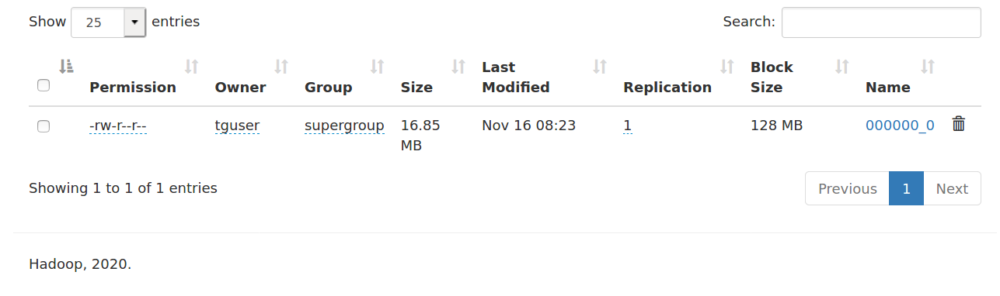 Show 25 entries Search:
Permission Owner Group Size Last Modified Replication Block Size Name
-rw-r--r-- tguser supergroup 16.85 MB Nov 16 08:23 1 128 MB 000000_0
Showing 1 to 1 of 1 entries Previous 1 Next
Hadoop, 2020.